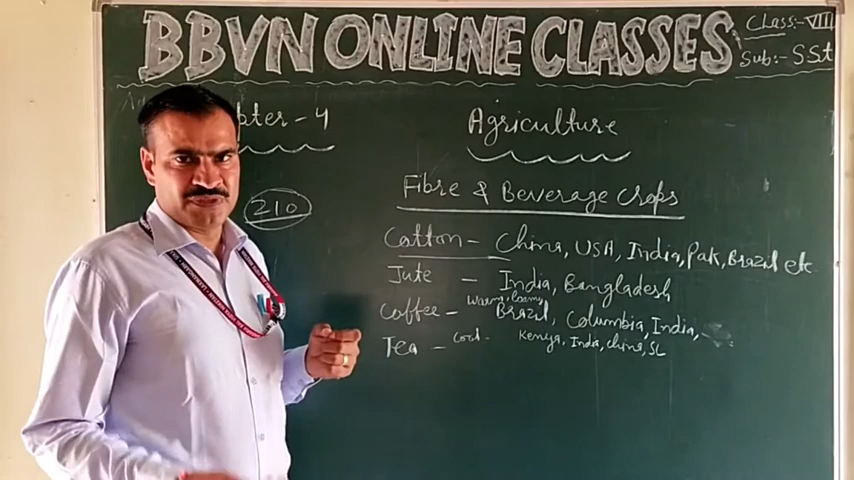 BBVN ONLINE CLASSES
Class:- VIII
Sub:- SSt
pter - 4
Agriculture
210
Fibre & Beverage Crops
Cotton - China, USA, India, Pak, Brazil etc
Jute - India, Bangladesh
warm, loamy
Coffee - Brazil, Columbia, India,
Tea - Cool - Kenya, India, China, SL